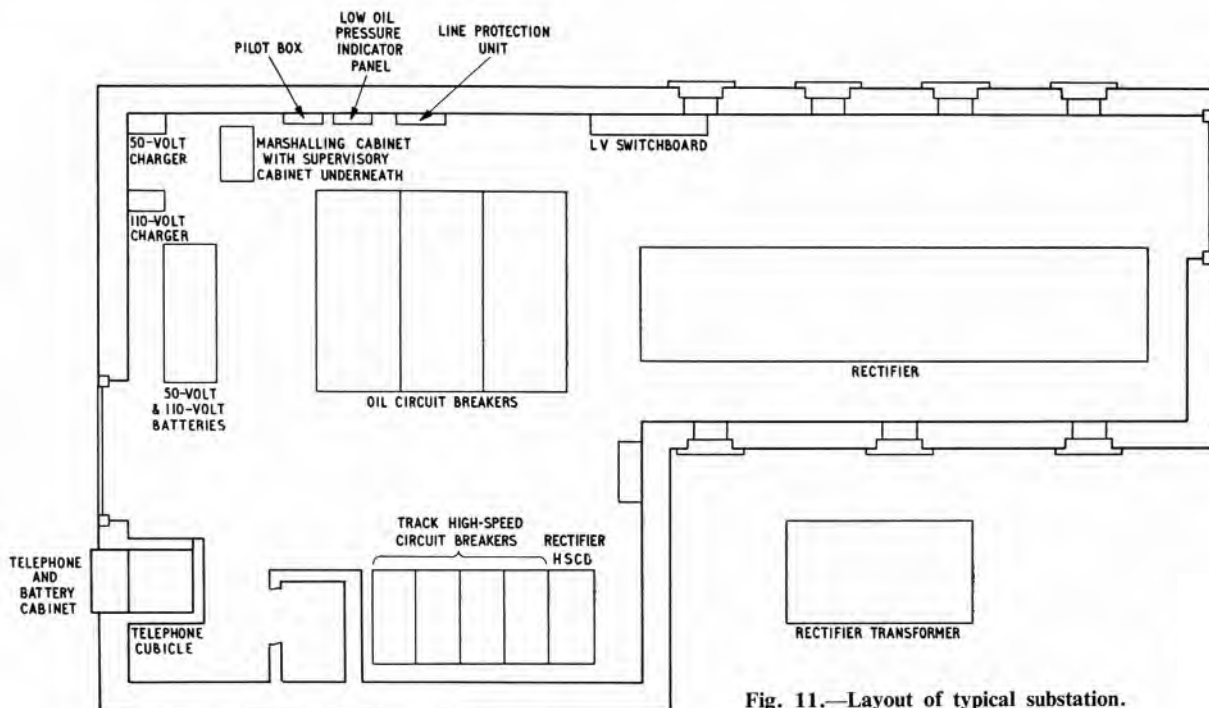 PILOT BOX
LOW OIL
PRESSURE
INDICATOR
PANEL
LINE PROTECTION
UNIT
50-VOLT
CHARGER
MARSHALLING CABINET
WITH SUPERVISORY
CABINET UNDERNEATH
LV SWITCHBOARD
110-VOLT
CHARGER
50-VOLT
& 110-VOLT
BATTERIES
OIL CIRCUIT BREAKERS
RECTIFIER
TRACK HIGH-SPEED
CIRCUIT BREAKERS
RECTIFIER
HSCB
TELEPHONE
AND
BATTERY
CABINET
TELEPHONE
CUBICLE
RECTIFIER TRANSFORMER
Fig. 11.—Layout of typical substation.